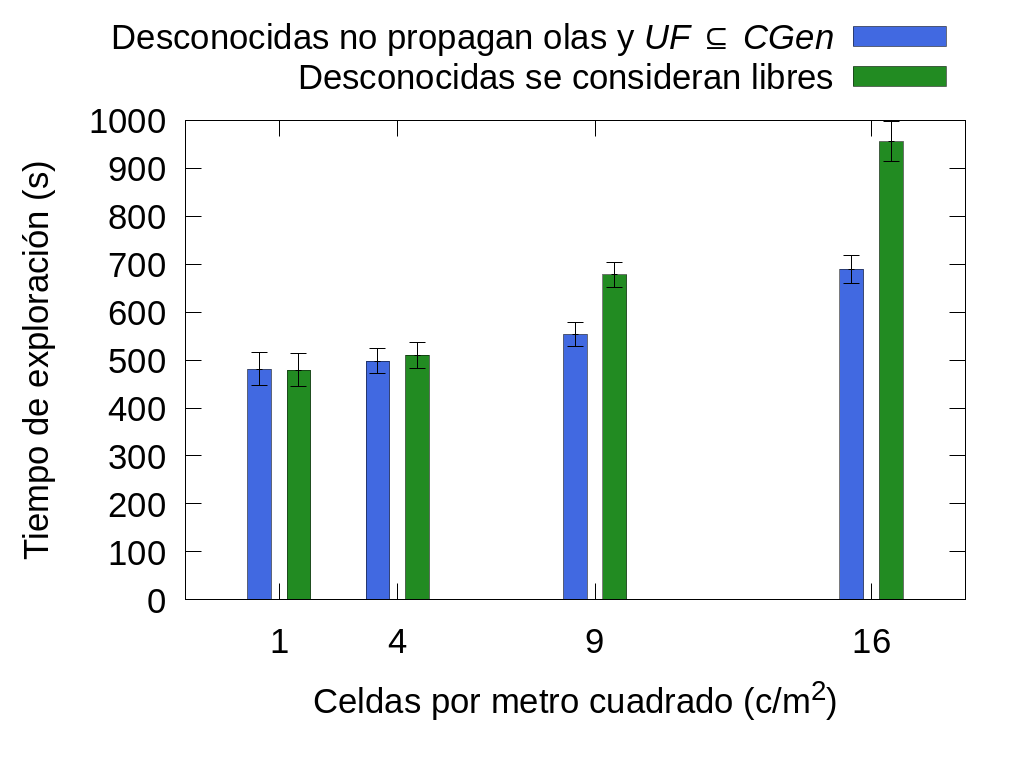 Desconocidas no propagan olas y UF ⊆ CGen
Desconocidas se consideran libres
1000
900
800
700
600
500
400
300
200
100
0
Tiempo de exploración (s)
1 4 9 16
Celdas por metro cuadrado (c/m²)